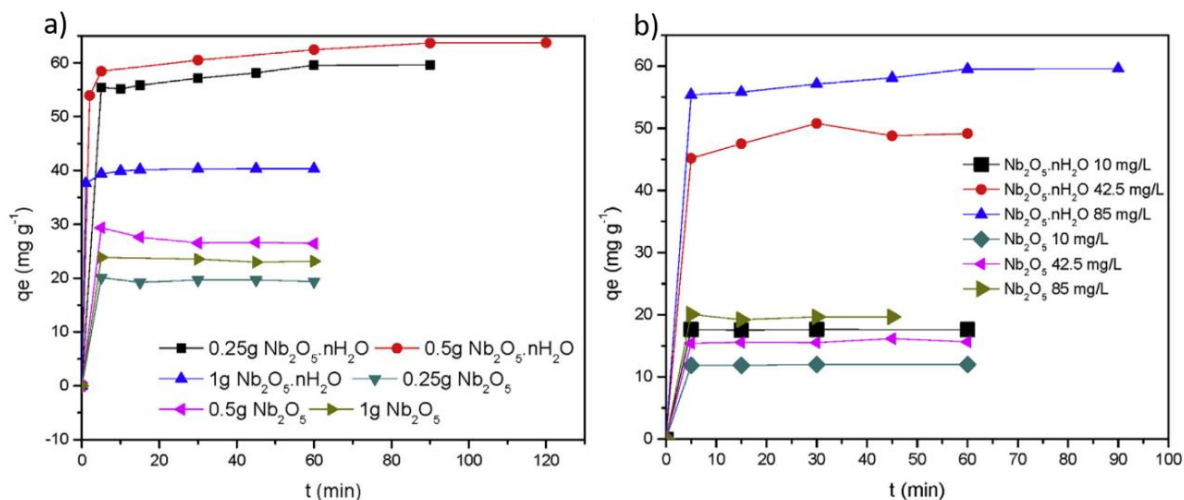 a)
qe (mg g⁻¹)
65
60
50
40
30
20
10
0
-10
0 20 40 60 80 100 120
t (min)
0.25g Nb₂O₅.nH₂O 0.5g Nb₂O₅.nH₂O
1g Nb₂O₅.nH₂O 0.25g Nb₂O₅
0.5g Nb₂O₅ 1g Nb₂O₅
b)
qe (mg g⁻¹)
60
50
40
30
20
10
0
0 10 20 30 40 50 60 70 80 90 100
t (min)
Nb₂O₅.nH₂O 10 mg/L
Nb₂O₅.nH₂O 42.5 mg/L
Nb₂O₅.nH₂O 85 mg/L
Nb₂O₅ 10 mg/L
Nb₂O₅ 42.5 mg/L
Nb₂O₅ 85 mg/L